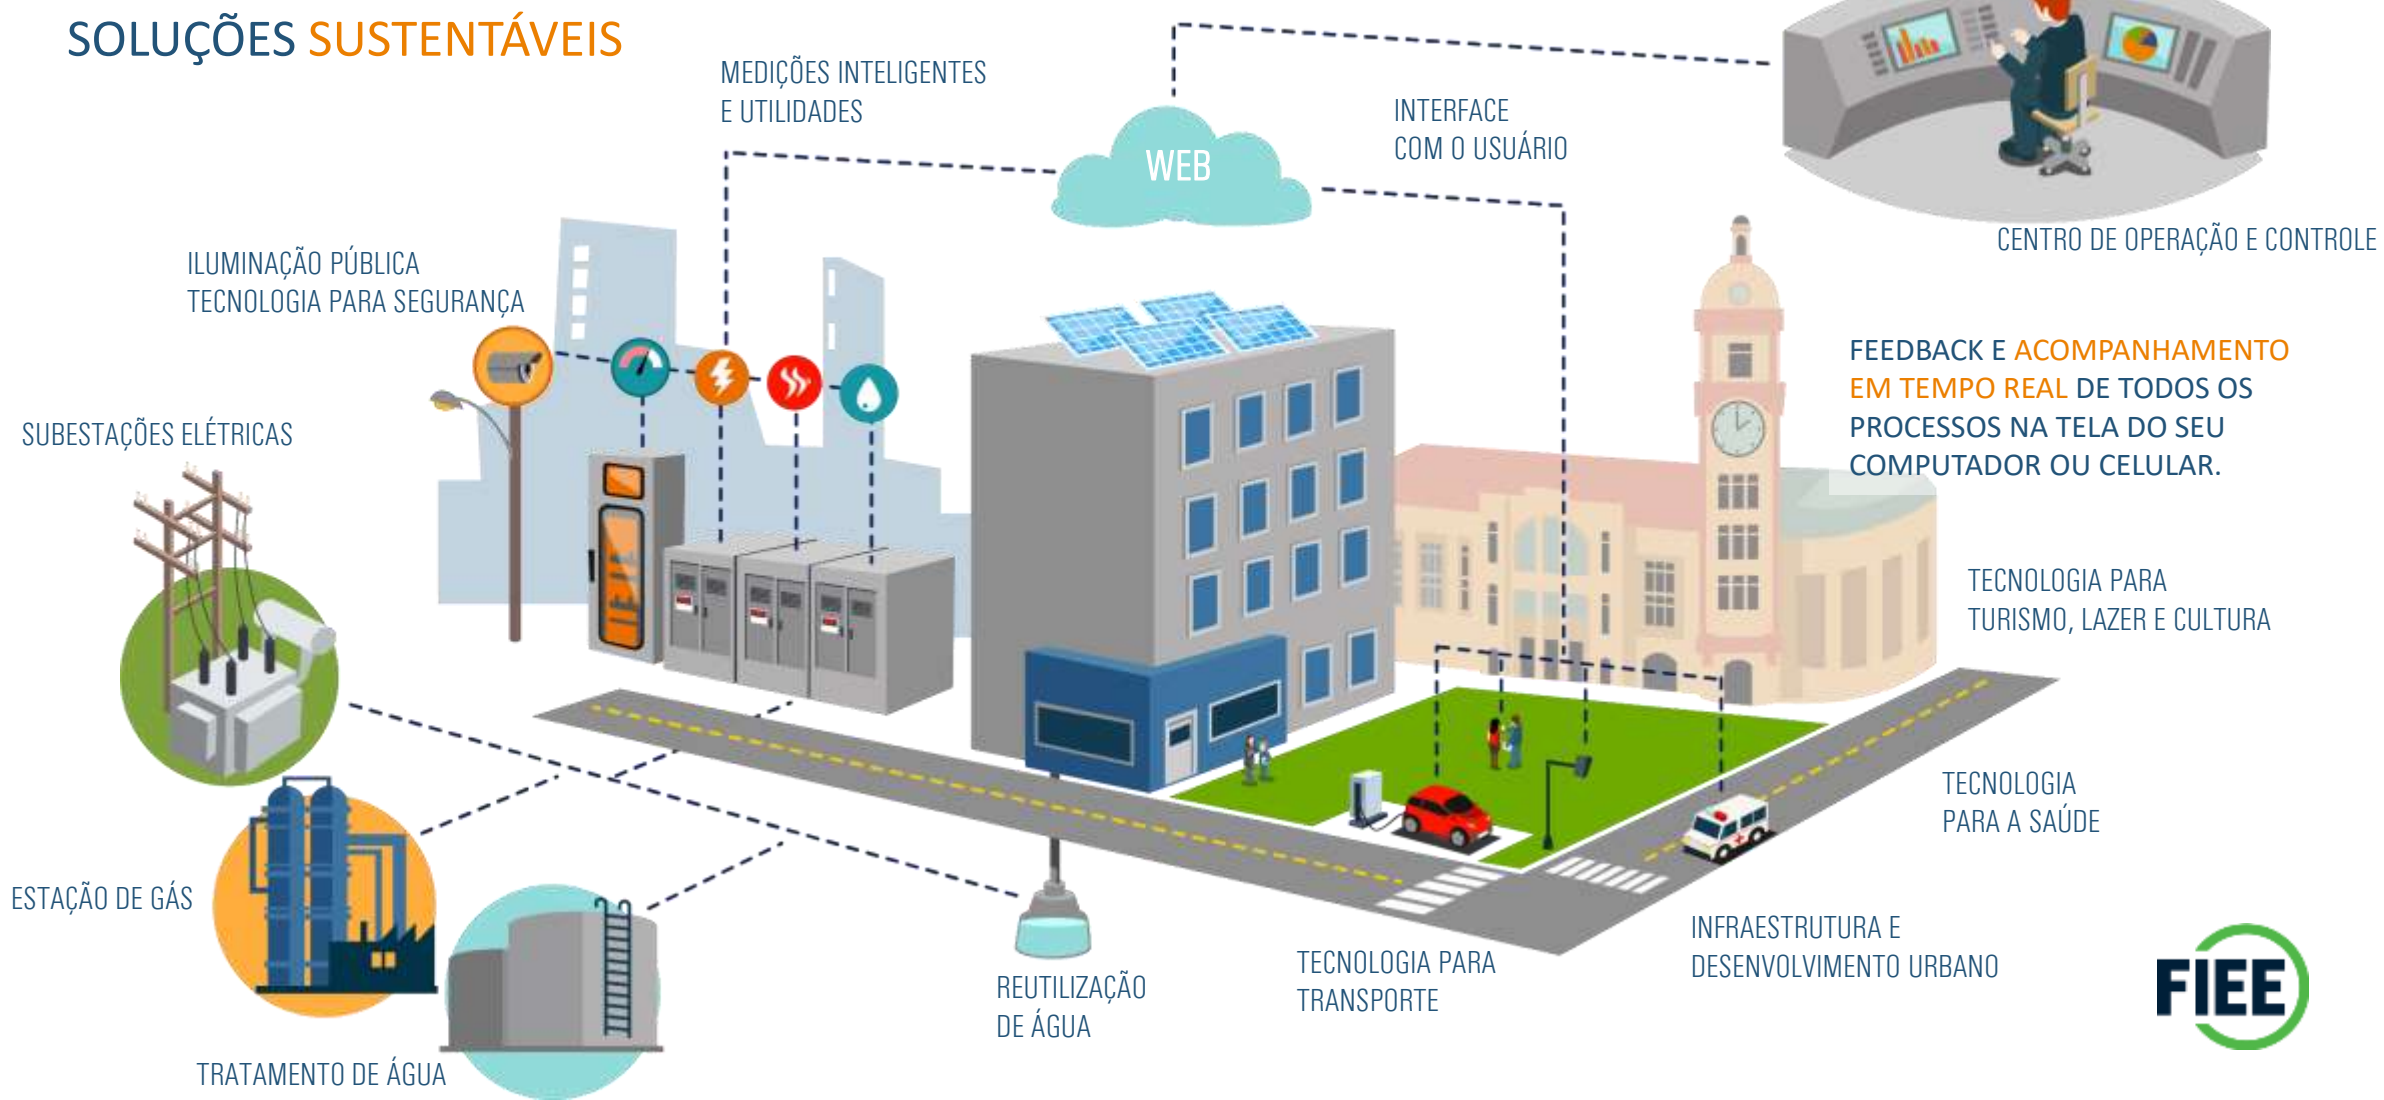 SOLUÇÕES SUSTENTÁVEIS
MEDIÇÕES INTELIGENTES
E UTILIDADES
WEB
INTERFACE
COM O USUÁRIO
CENTRO DE OPERAÇÃO E CONTROLE
ILUMINAÇÃO PÚBLICA
TECNOLOGIA PARA SEGURANÇA
FEEDBACK E ACOMPANHAMENTO
EM TEMPO REAL DE TODOS OS
PROCESSOS NA TELA DO SEU
COMPUTADOR OU CELULAR.
SUBESTAÇÕES ELÉTRICAS
TECNOLOGIA PARA
TURISMO, LAZER E CULTURA
TECNOLOGIA
PARA A SAÚDE
ESTAÇÃO DE GÁS
INFRAESTRUTURA E
DESENVOLVIMENTO URBANO
TECNOLOGIA PARA
TRANSPORTE
REUTILIZAÇÃO
DE ÁGUA
TRATAMENTO DE ÁGUA
FIEE